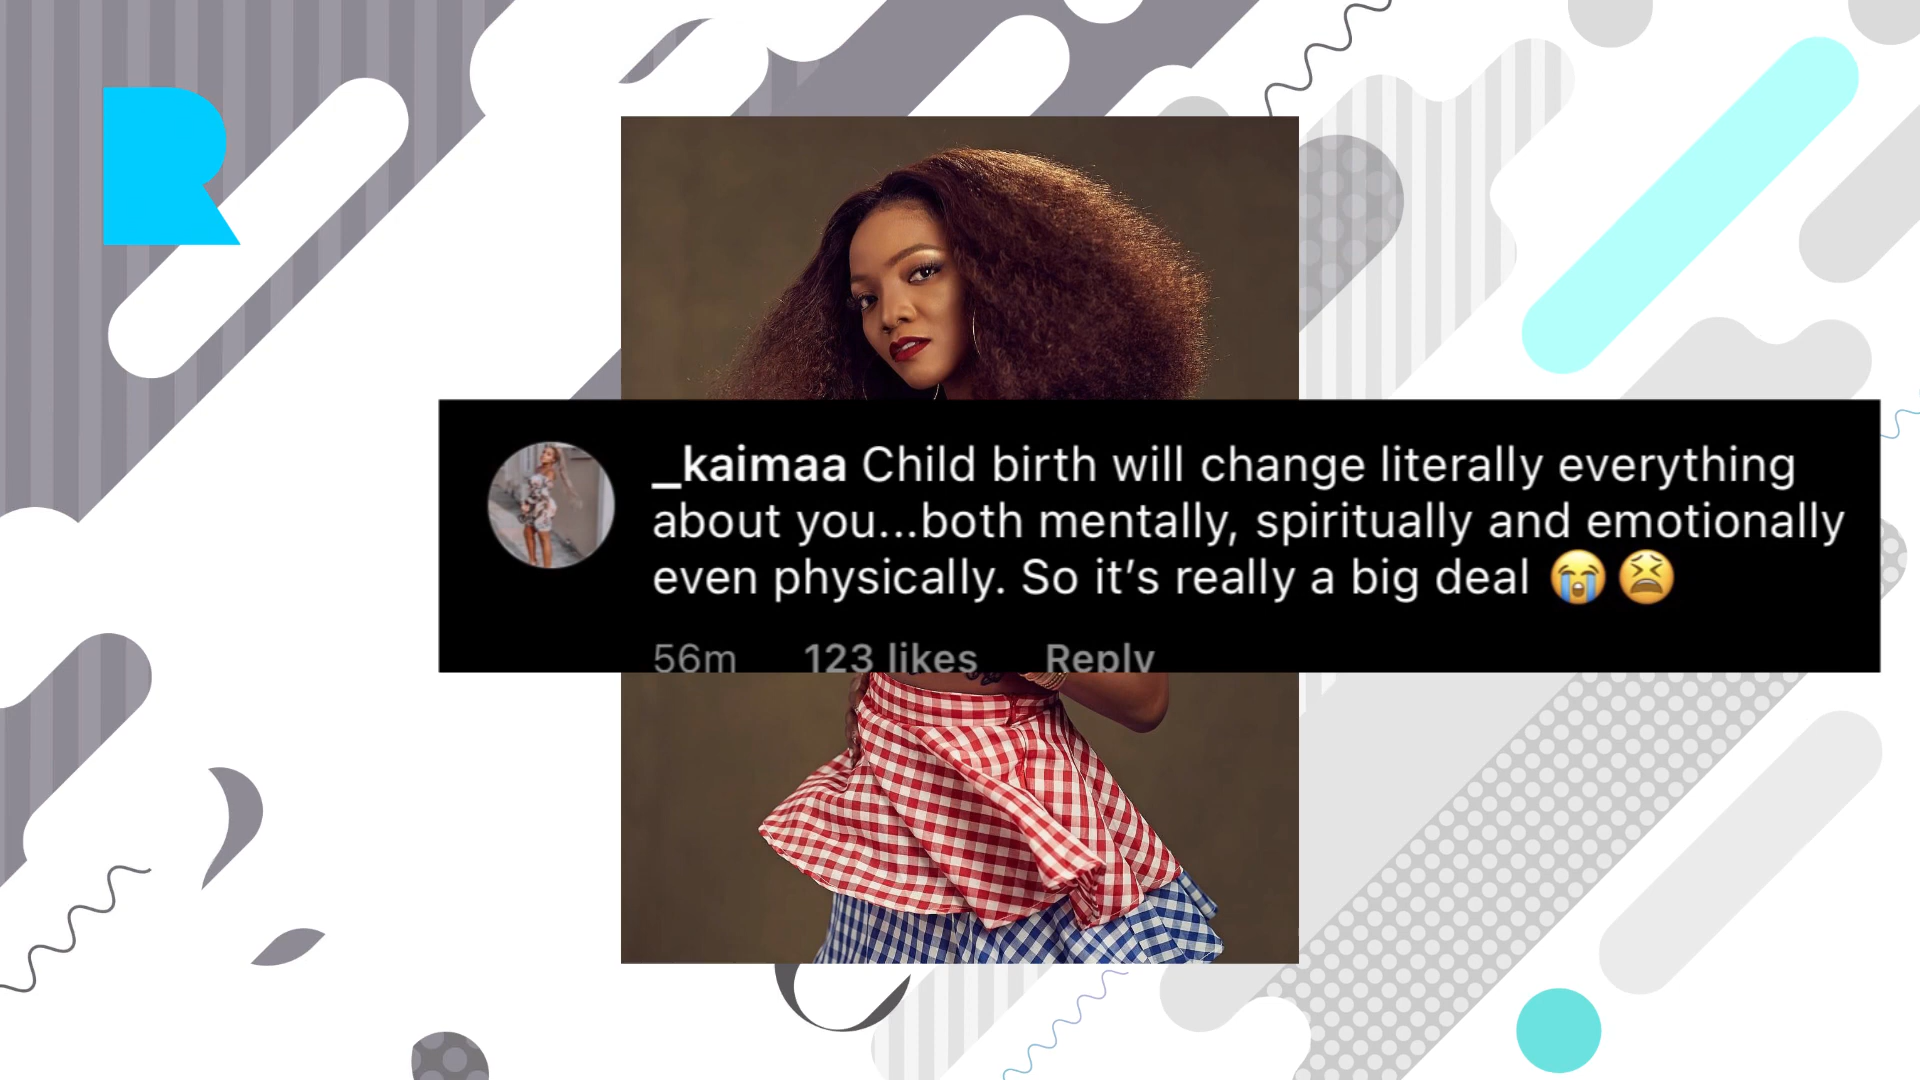 R
_kaimaa Child birth will change literally everything
about you...both mentally, spiritually and emotionally
even physically. So it’s really a big deal 😭😫
56m 123 likes Reply